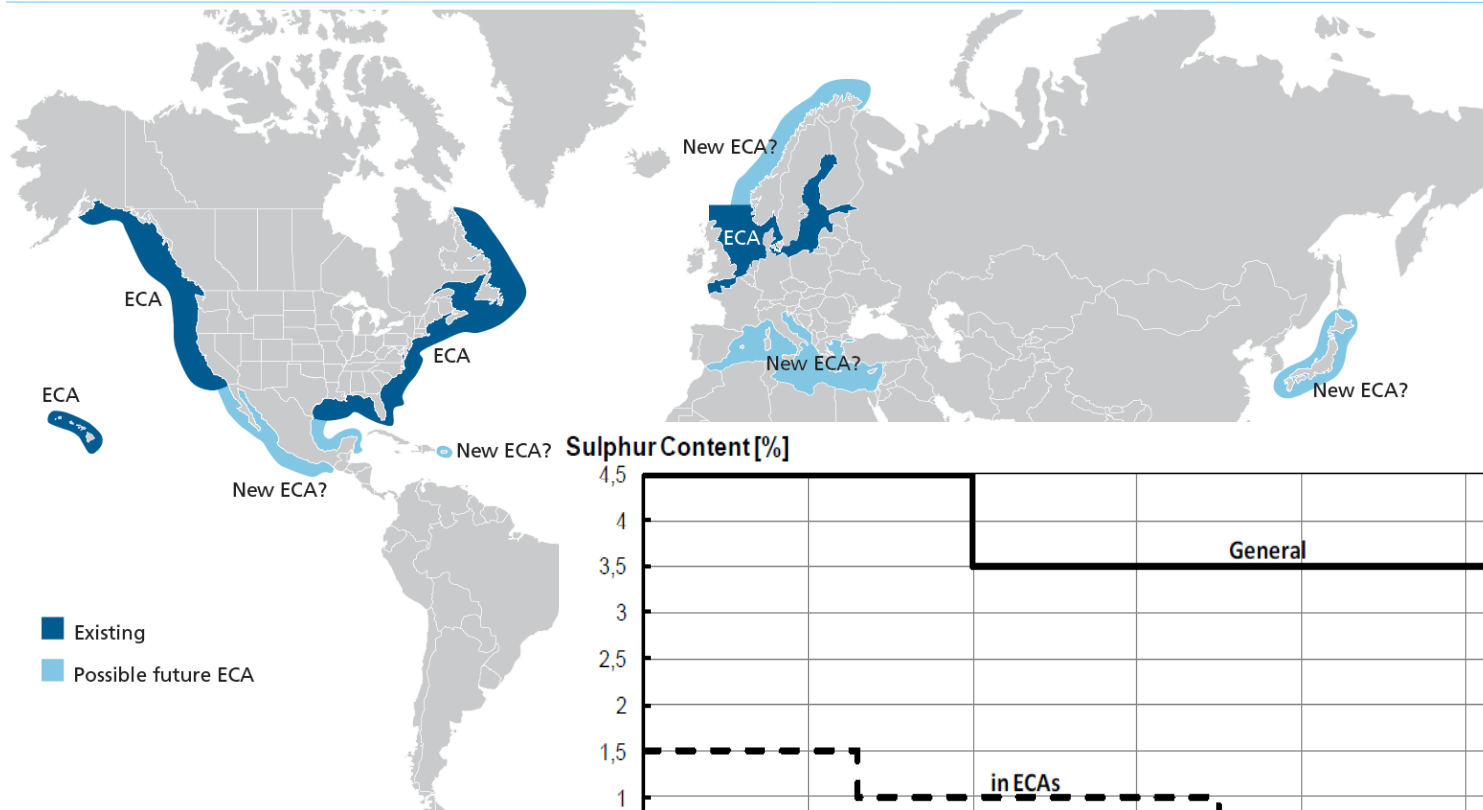 New ECA?
ECA
ECA
ECA
ECA
New ECA?
New ECA?
New ECA?
New ECA?
Existing
Possible future ECA
Sulphur Content [%]
4,5
4
3,5
General
3
2,5
2
1,5
in ECAs
1